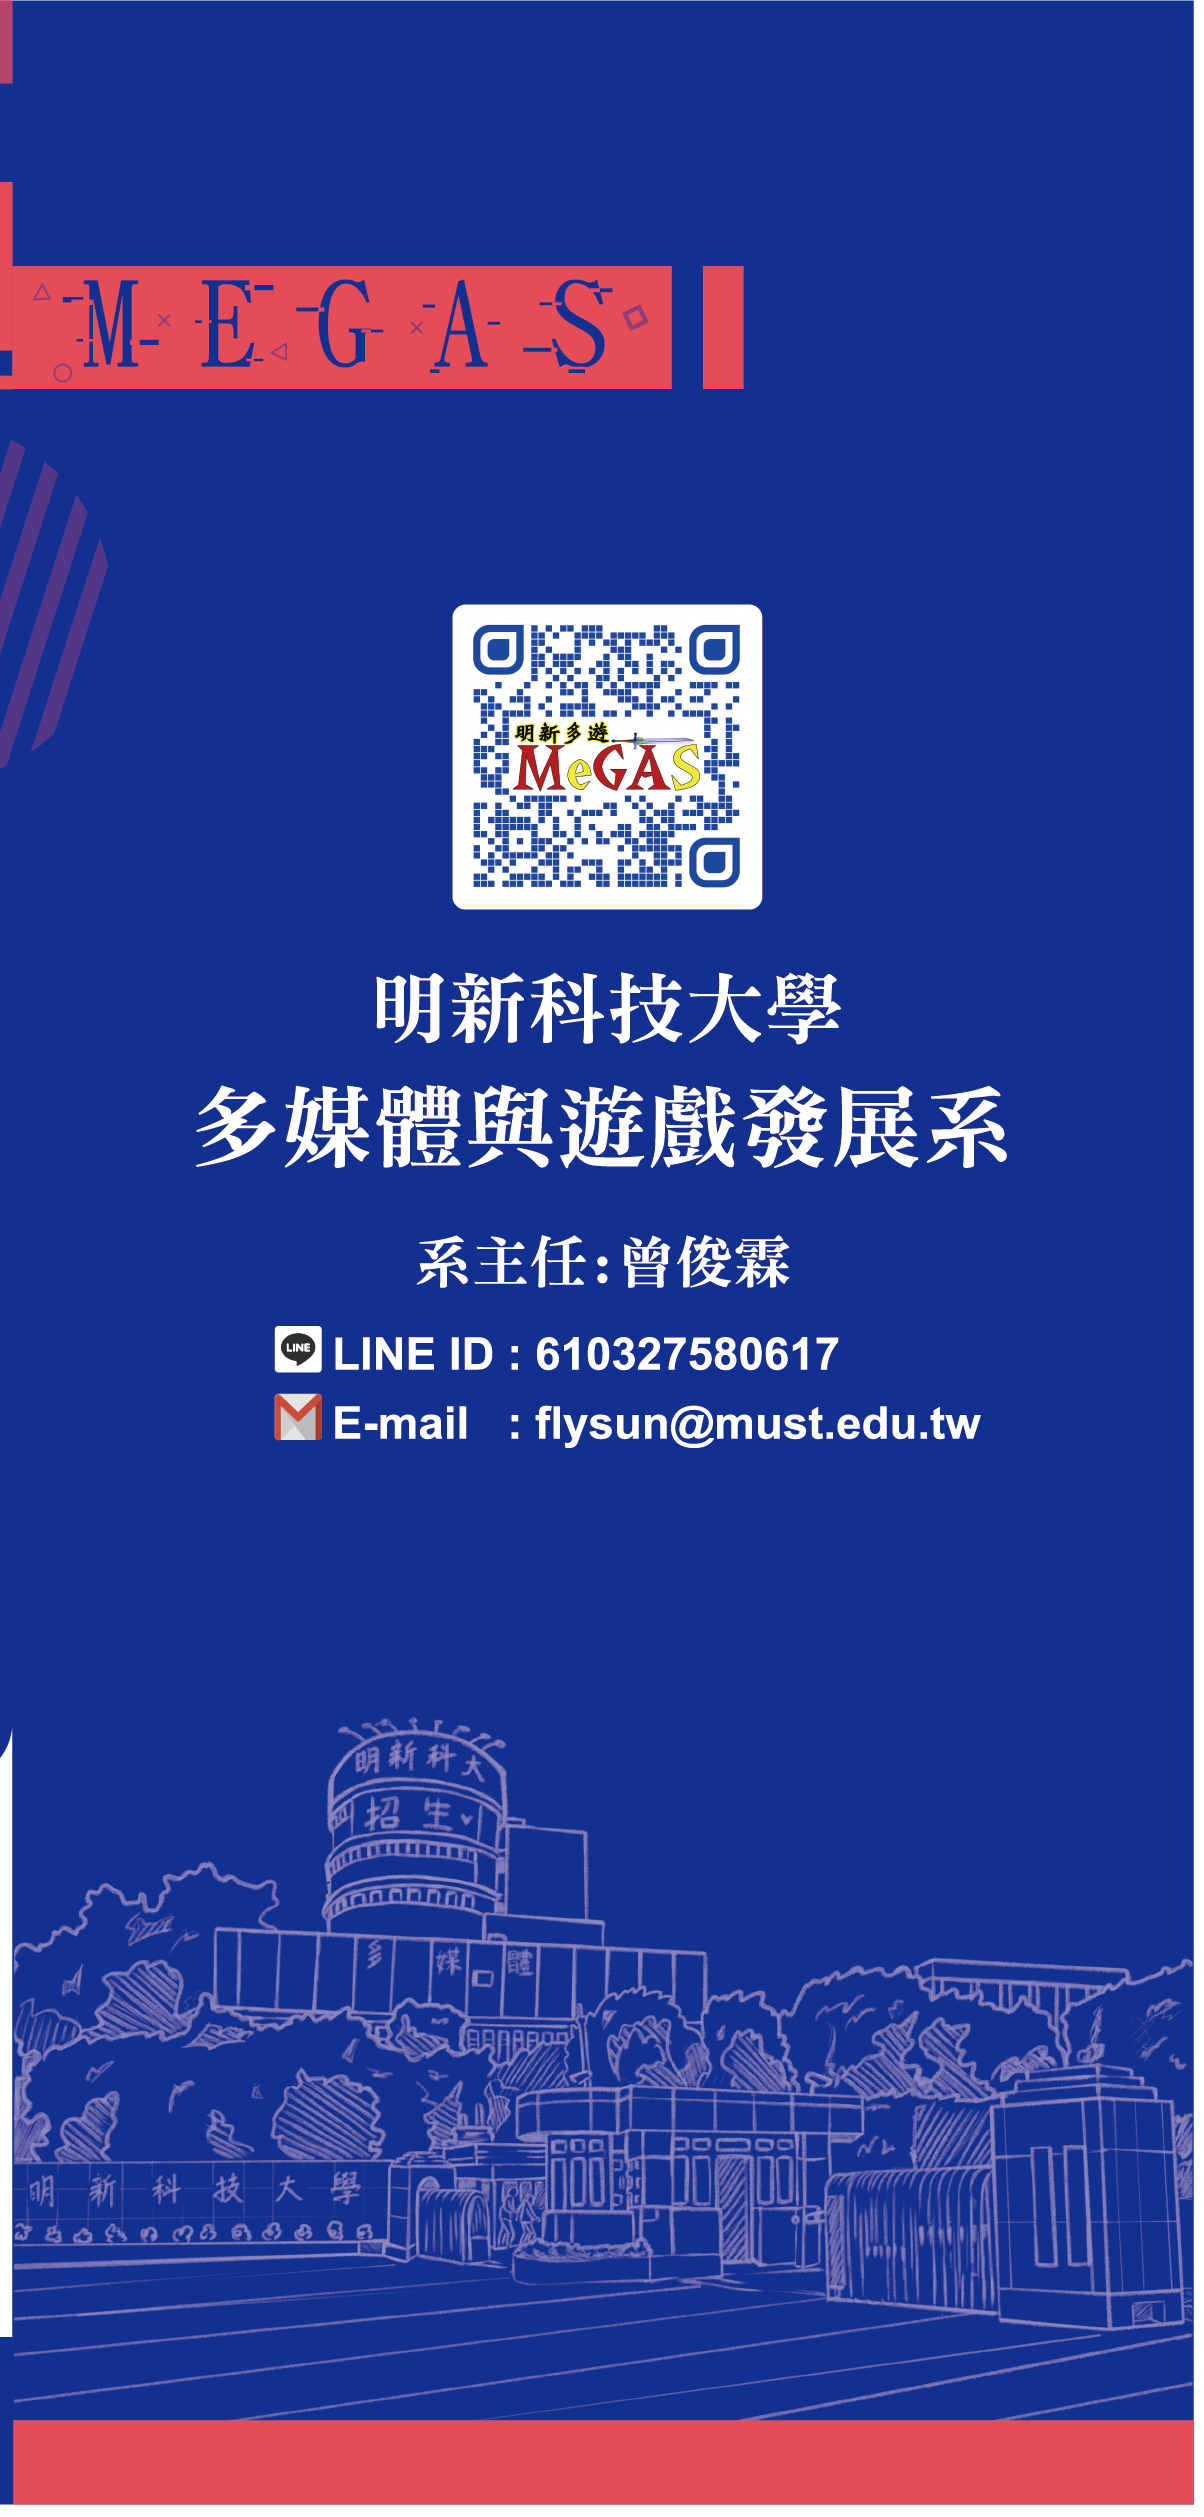 MEGAS
明新多遊
MeGAS
明新科技大學
多媒體與遊戲發展系
系主任:曾俊霖
LINE
LINE ID : 610327580617
E-mail : flysun@must.edu.tw
明新科大
招生
多媒體
明新科技大學